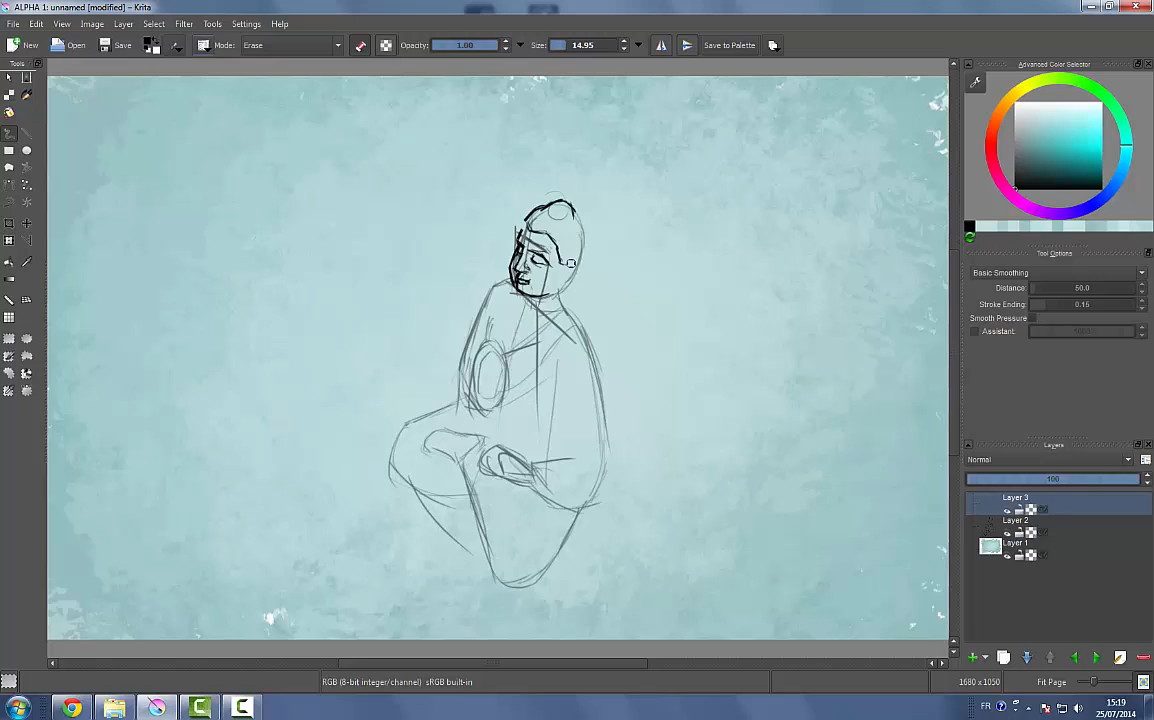 ALPHA 1: unnamed [modified] - Krita
File Edit View Image Layer Select Filter Tools Settings Help
New Open Save Mode: Erase Opacity: 1.00 Size: 14.95 Save to Palette
Tools
Advanced Color Selector
Tool Options
Basic Smoothing
Distance: 50.0
Stroke Ending: 0.15
Smooth Pressure
Assistant:
Layers
Normal
100
Layer 3
Layer 2
Layer 1
RGB (8-bit integer/channel) sRGB built-in
1680 x 1050
Fit Page
FR
15:19
25/07/2014